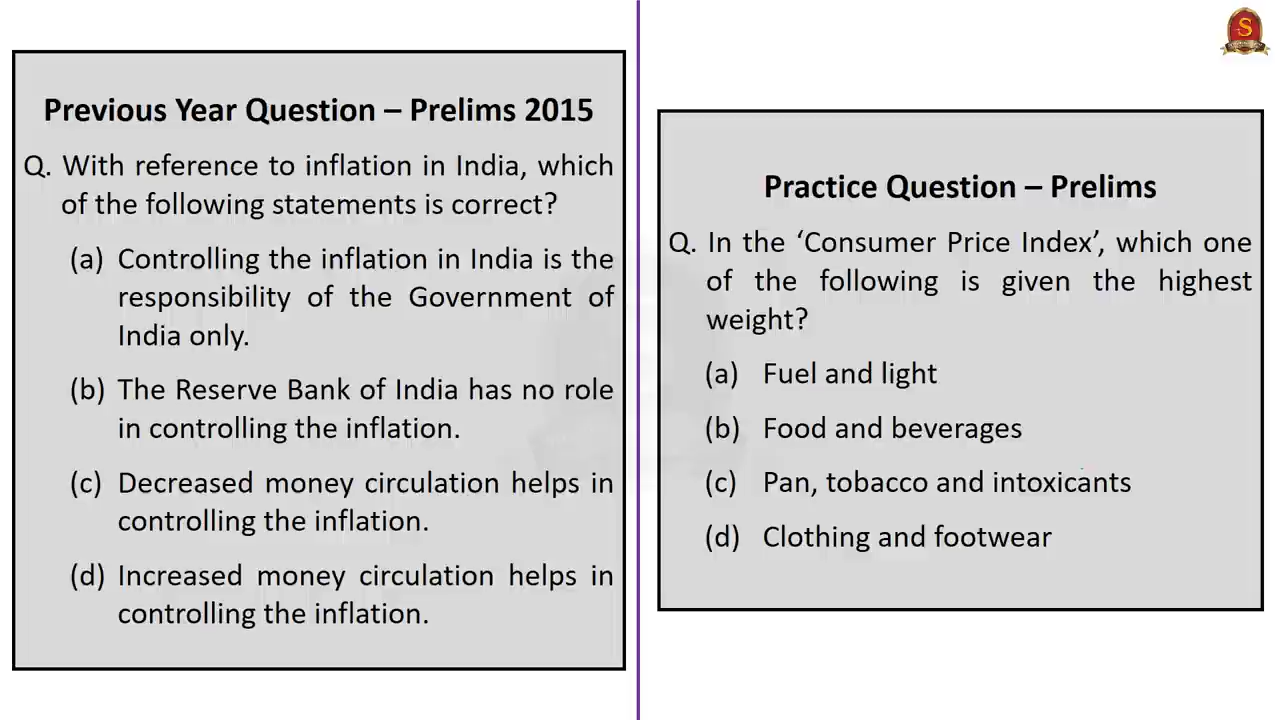 Previous Year Question – Prelims 2015
Q. With reference to inflation in India, which
of the following statements is correct?
(a) Controlling the inflation in India is the
responsibility of the Government of
India only.
(b) The Reserve Bank of India has no role
in controlling the inflation.
(c) Decreased money circulation helps in
controlling the inflation.
(d) Increased money circulation helps in
controlling the inflation.
S
Practice Question – Prelims
Q. In the ‘Consumer Price Index’, which one
of the following is given the highest
weight?
(a) Fuel and light
(b) Food and beverages
(c) Pan, tobacco and intoxicants
(d) Clothing and footwear